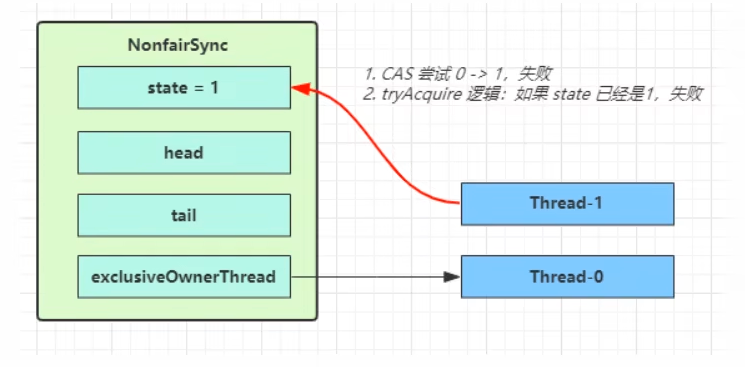 NonfairSync
state = 1
head
tail
exclusiveOwnerThread
1. CAS 尝试 0 -> 1，失败
2. tryAcquire 逻辑：如果 state 已经是1，失败
Thread-1
Thread-0